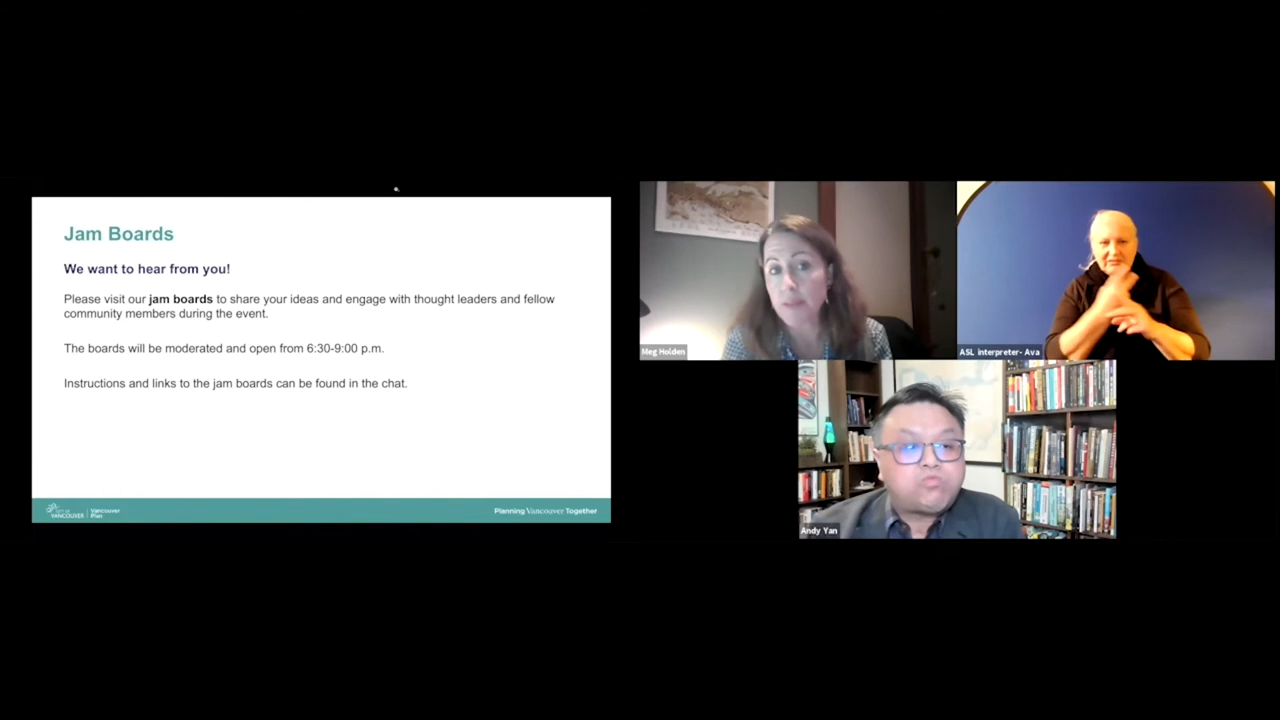 Jam Boards
We want to hear from you!
Please visit our jam boards to share your ideas and engage with thought leaders and fellow
community members during the event.
The boards will be moderated and open from 6:30-9:00 p.m.
Instructions and links to the jam boards can be found in the chat.
CITY OF
VANCOUVER
Vancouver
Plan
Planning Vancouver Together
Meg Holden
ASL interpreter- Ava
Andy Yan